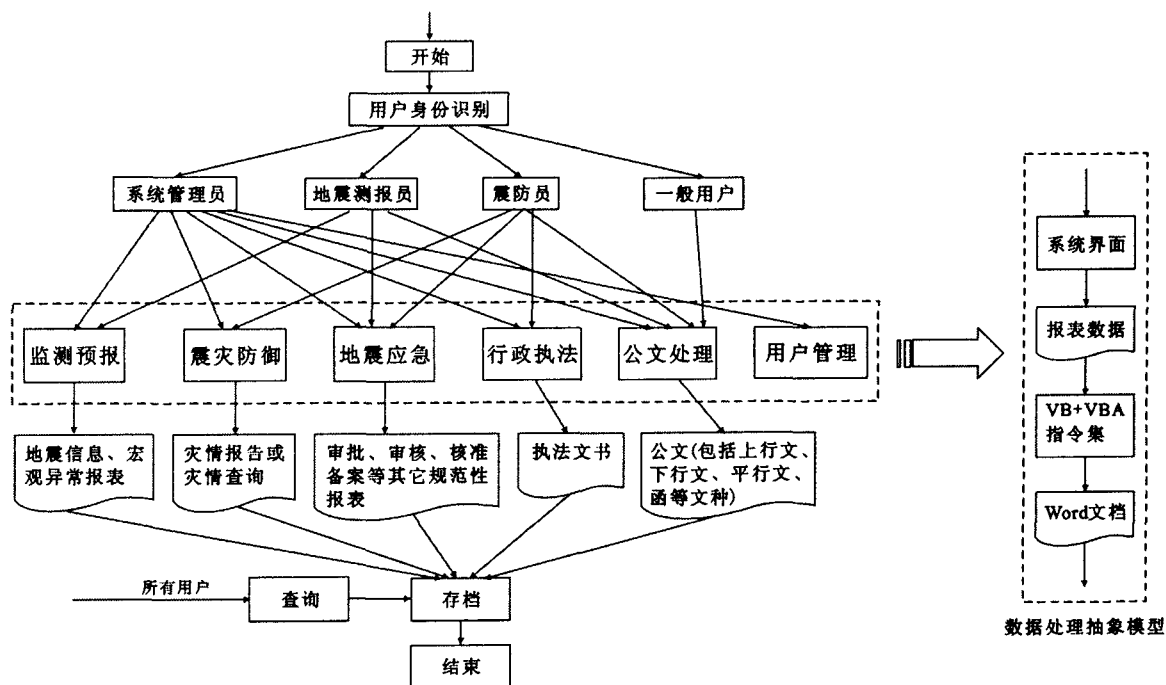 开始
用户身份识别
系统管理员
地震测报员
震防员
一般用户
监测预报
震灾防御
地震应急
行政执法
公文处理
用户管理
地震信息、宏
观异常报表
灾情报告或
灾情查询
审批、审核、核准
备案等其它规范性
报表
执法文书
公文(包括上行文、
下行文、平行文、
函等文种)
所有用户
查询
存档
结束
系统界面
报表数据
VB+VBA
指令集
Word文档
数据处理抽象模型